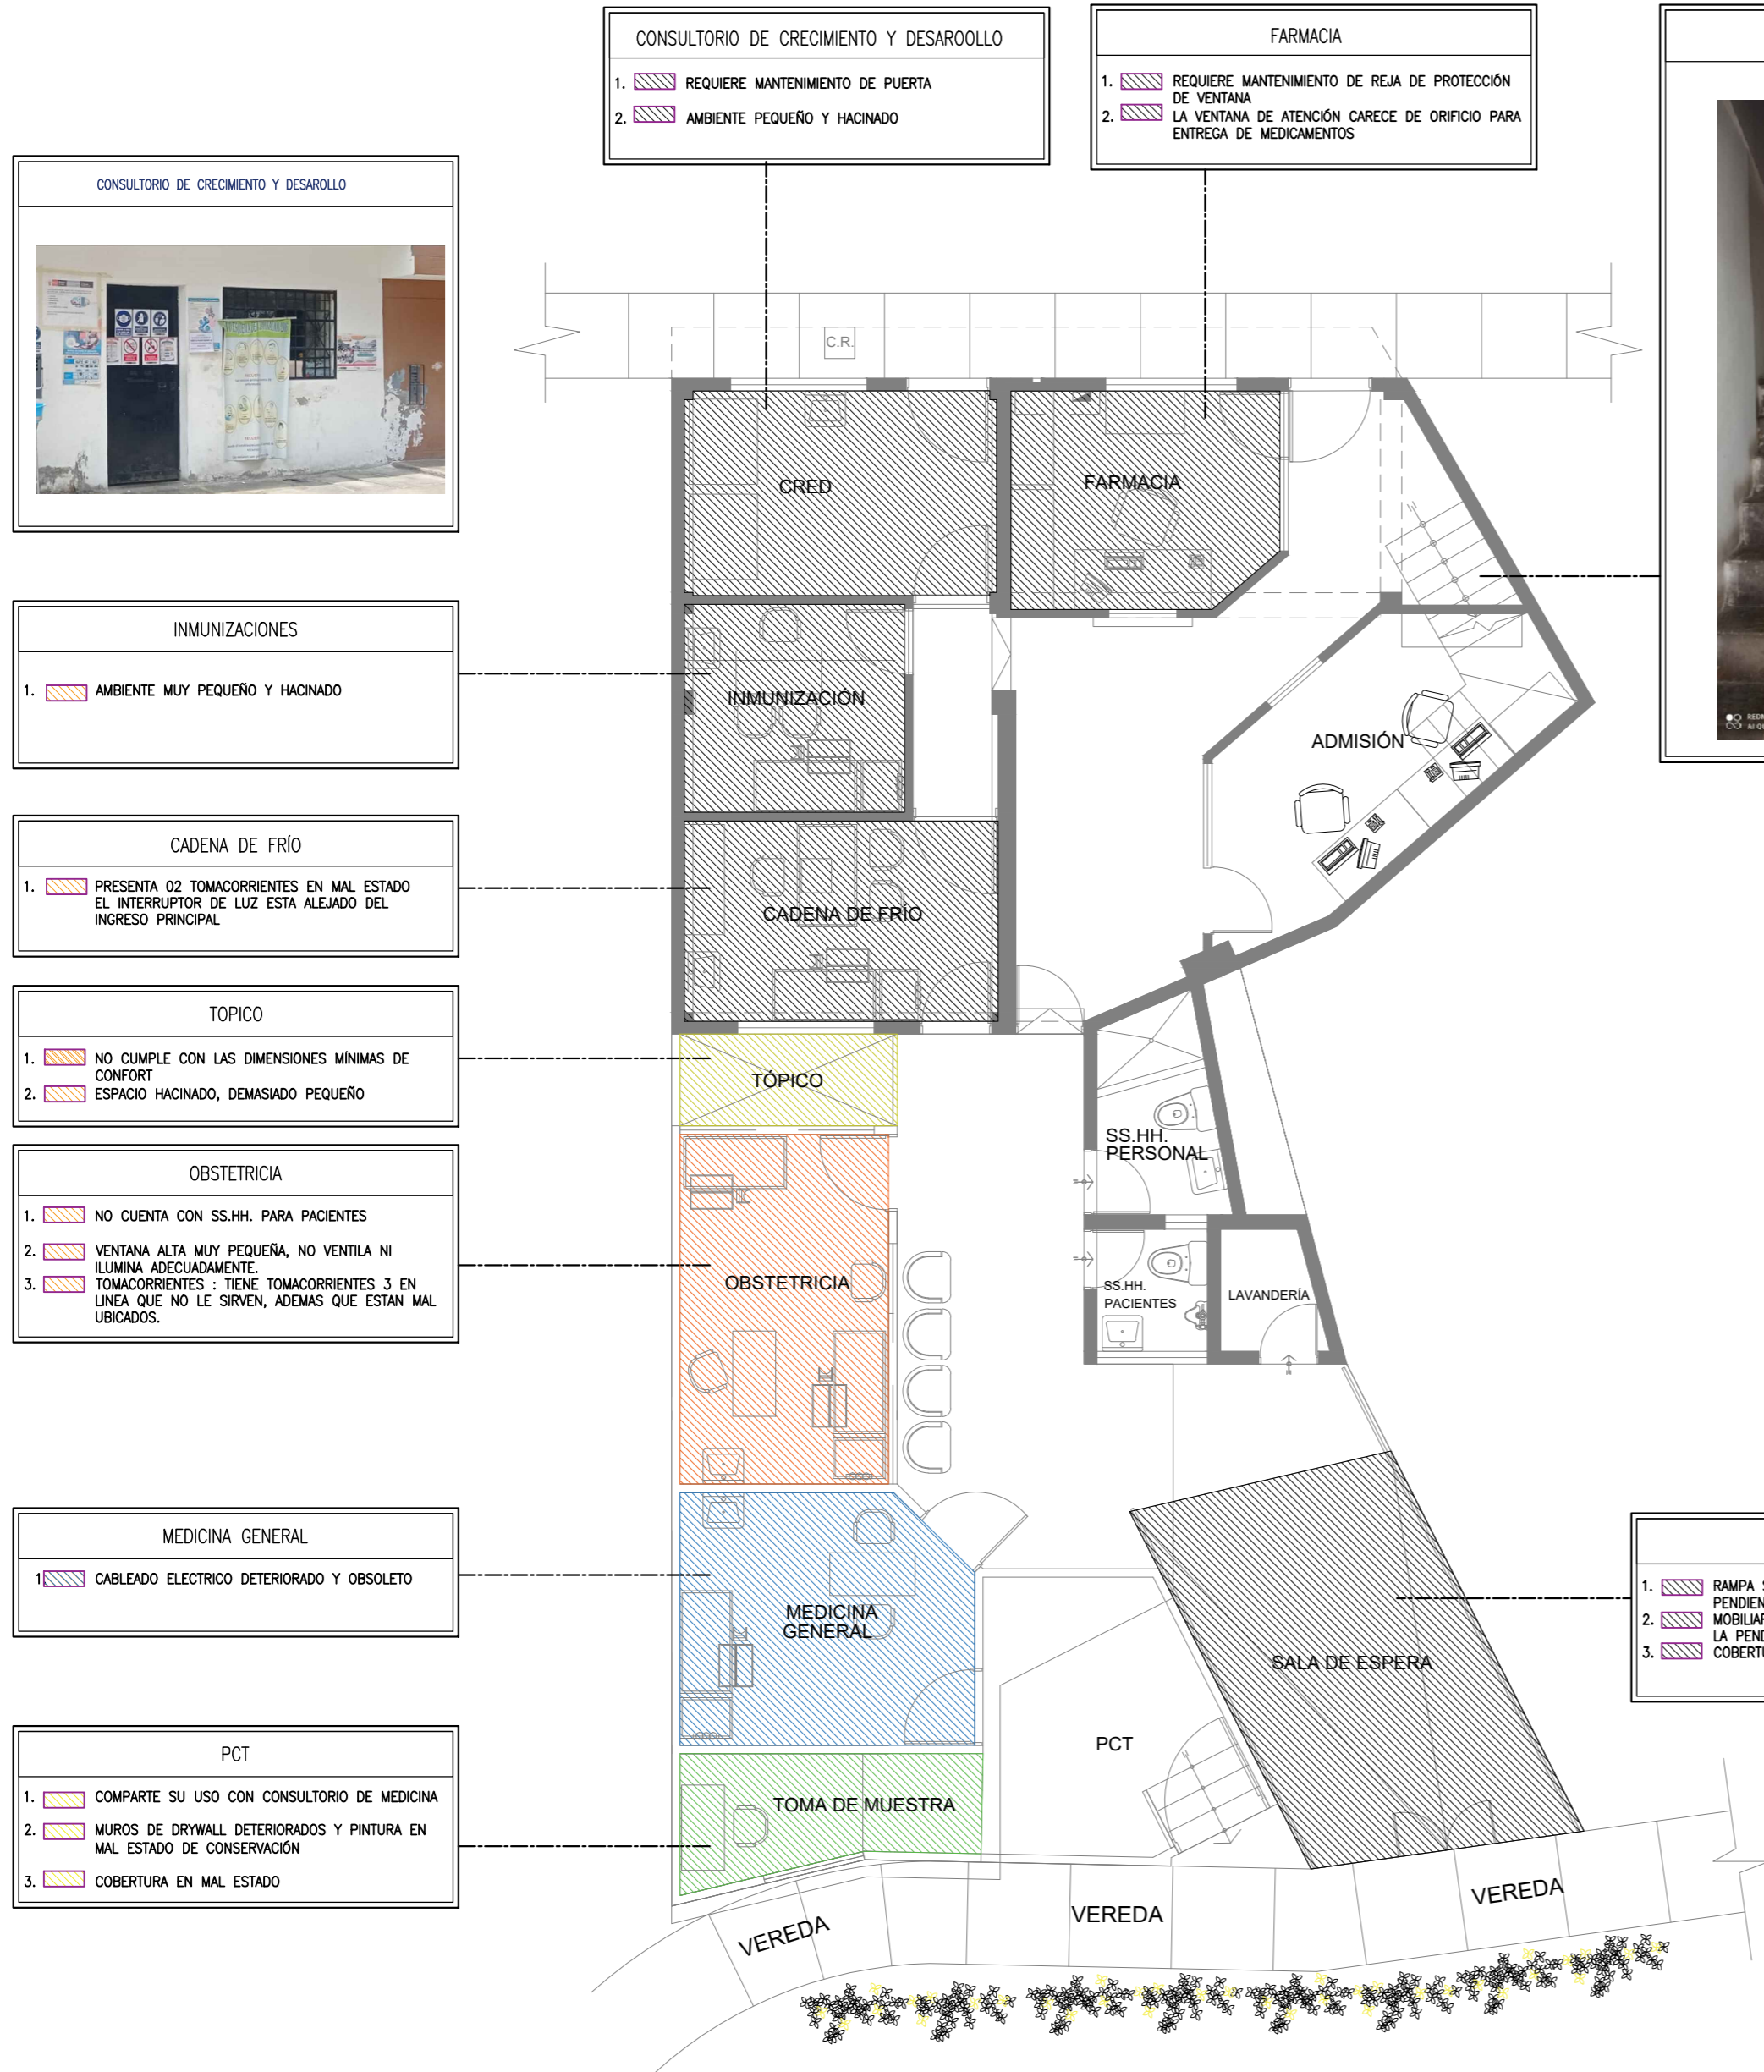 CONSULTORIO DE CRECIMIENTO Y DESAROOLLO
1. REQUIERE MANTENIMIENTO DE PUERTA
2. AMBIENTE PEQUEÑO Y HACINADO
FARMACIA
1. REQUIERE MANTENIMIENTO DE REJA DE PROTECCIÓN
DE VENTANA
2. LA VENTANA DE ATENCIÓN CARECE DE ORIFICIO PARA
ENTREGA DE MEDICAMENTOS
CONSULTORIO DE CRECIMIENTO Y DESAROLLO
INMUNIZACIONES
1. AMBIENTE MUY PEQUEÑO Y HACINADO
CADENA DE FRÍO
1. PRESENTA 02 TOMACORRIENTES EN MAL ESTADO
EL INTERRUPTOR DE LUZ ESTA ALEJADO DEL
INGRESO PRINCIPAL
TOPICO
1. NO CUMPLE CON LAS DIMENSIONES MÍNIMAS DE
CONFORT
2. ESPACIO HACINADO, DEMASIADO PEQUEÑO
OBSTETRICIA
1. NO CUENTA CON SS.HH. PARA PACIENTES
2. VENTANA ALTA MUY PEQUEÑA, NO VENTILA NI
ILUMINA ADECUADAMENTE.
3. TOMACORRIENTES : TIENE TOMACORRIENTES 3 EN
LINEA QUE NO LE SIRVEN, ADEMAS QUE ESTAN MAL
UBICADOS.
MEDICINA GENERAL
1 CABLEADO ELECTRICO DETERIORADO Y OBSOLETO
PCT
1. COMPARTE SU USO CON CONSULTORIO DE MEDICINA
2. MUROS DE DRYWALL DETERIORADOS Y PINTURA EN
MAL ESTADO DE CONSERVACIÓN
3. COBERTURA EN MAL ESTADO
C.R.
CRED
FARMACIA
INMUNIZACIÓN
ADMISIÓN
CADENA DE FRÍO
TÓPICO
SS.HH.
PERSONAL
OBSTETRICIA
SS.HH.
PACIENTES
LAVANDERÍA
MEDICINA
GENERAL
SALA DE ESPERA
PCT
TOMA DE MUESTRA
VEREDA
VEREDA
VEREDA
1. RAMPA
PENDIEN
2. MOBILIAR
LA PEND
3. COBERTU